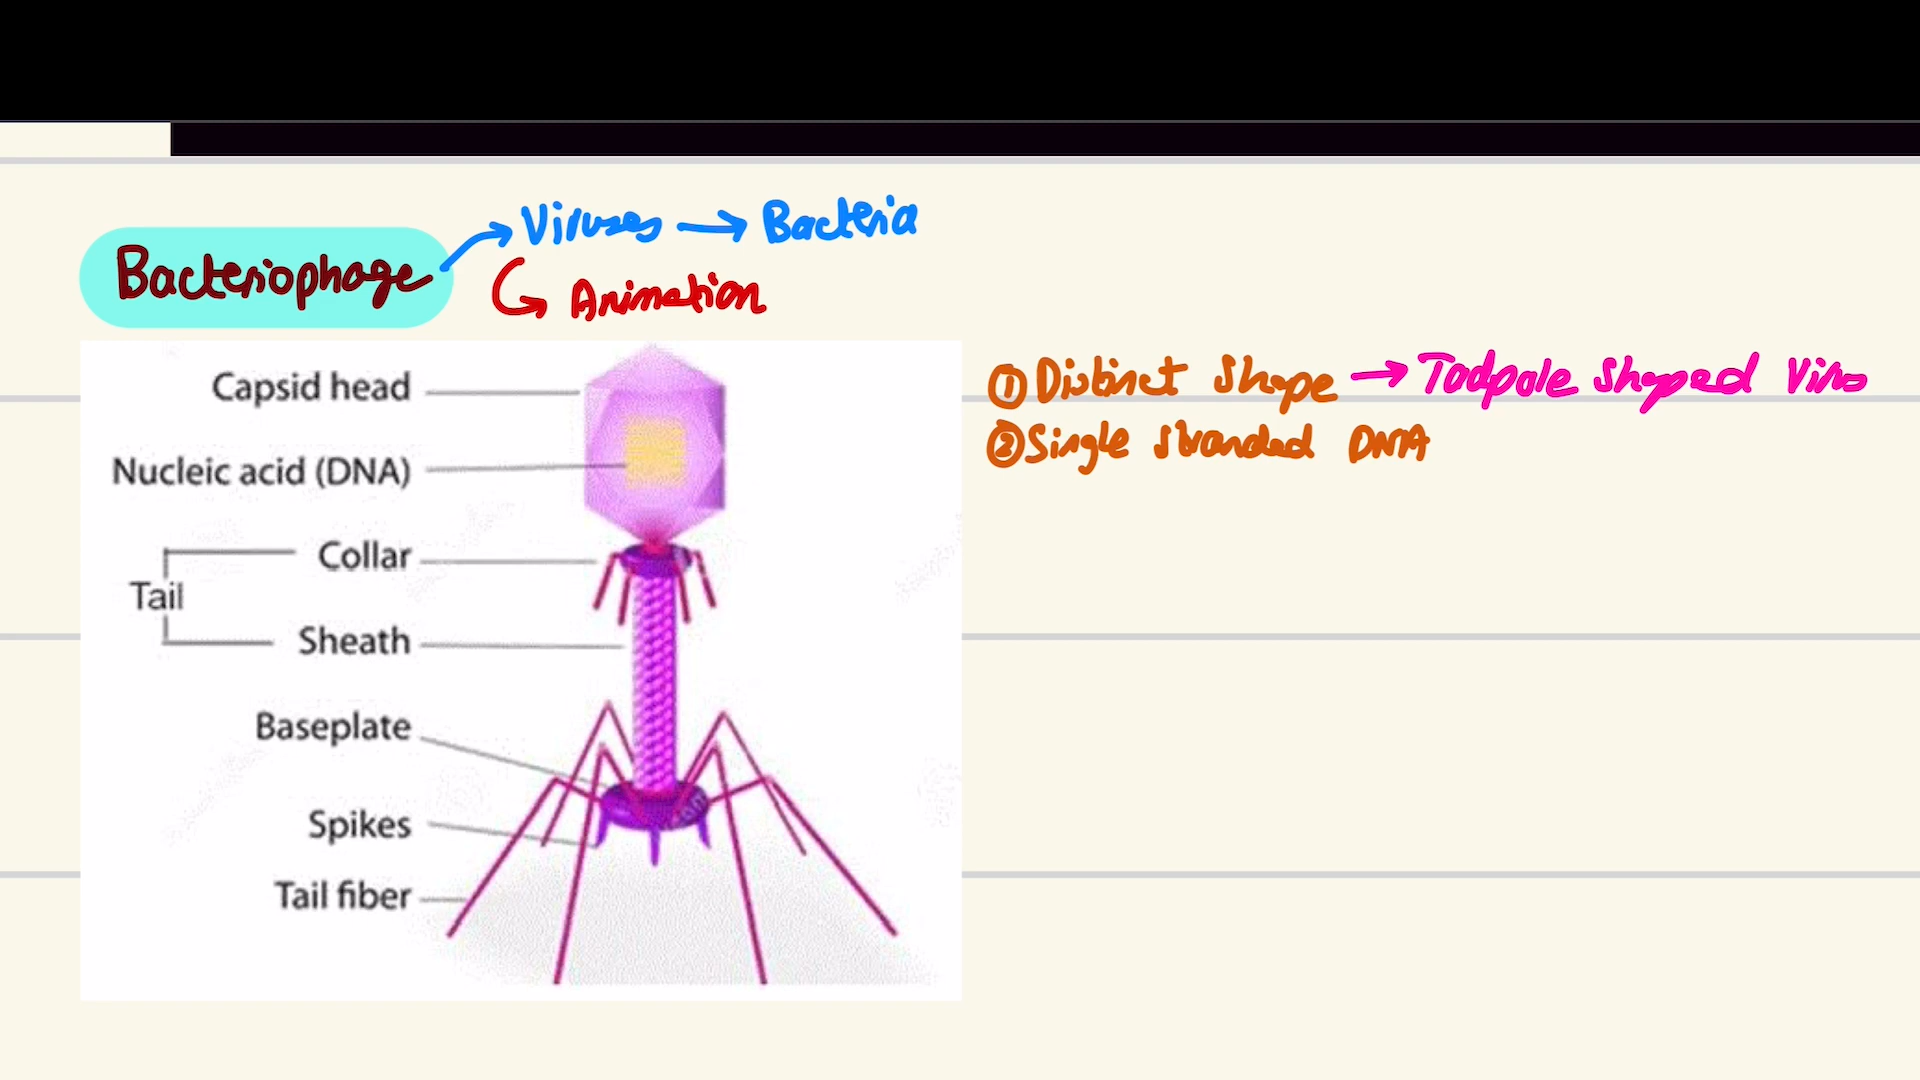 Viruses → Bacteria
Bacteriophage
Animation
Capsid head
① Distinct Shape → Tadpole Shaped Virus
② Single Stranded DNA
Nucleic acid (DNA)
Collar
Tail
Sheath
Baseplate
Spikes
Tail fiber